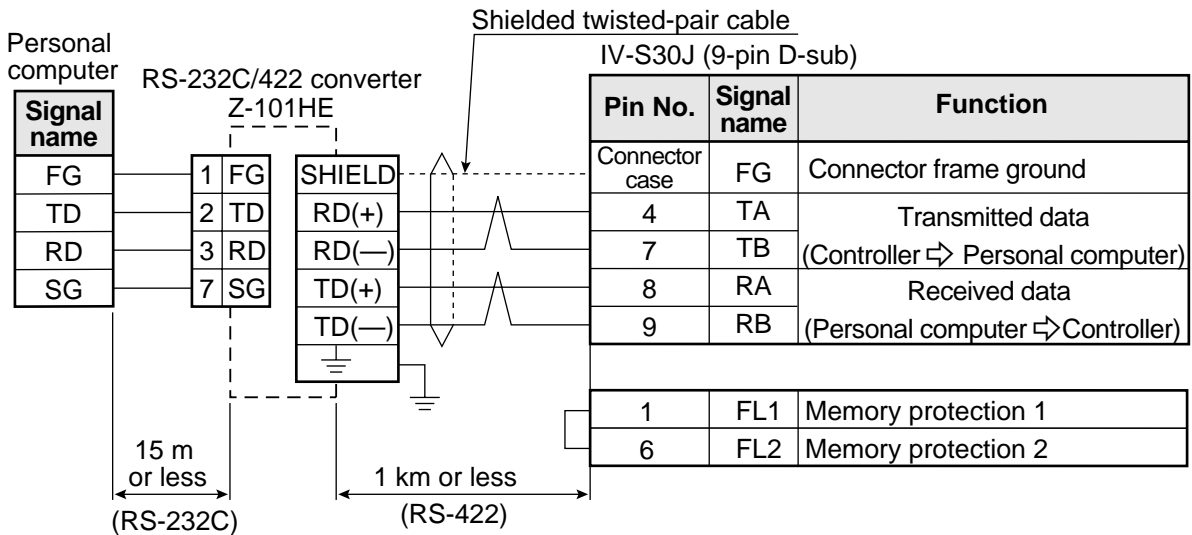 Shielded twisted-pair cable
Personal
computer
RS-232C/422 converter
Z-101HE
IV-S30J (9-pin D-sub)
Signal
name
Pin No.
Signal
name
Function
FG
1 FG
SHIELD
Connector
case
FG
Connector frame ground
TD
2 TD
RD(+)
4
TA
Transmitted data
RD
3 RD
RD(—)
7
TB
(Controller ⇨ Personal computer)
SG
7 SG
TD(+)
8
RA
Received data
TD(—)
9
RB
(Personal computer ⇨ Controller)
1
FL1
Memory protection 1
6
FL2
Memory protection 2
15 m
or less
(RS-232C)
1 km or less
(RS-422)